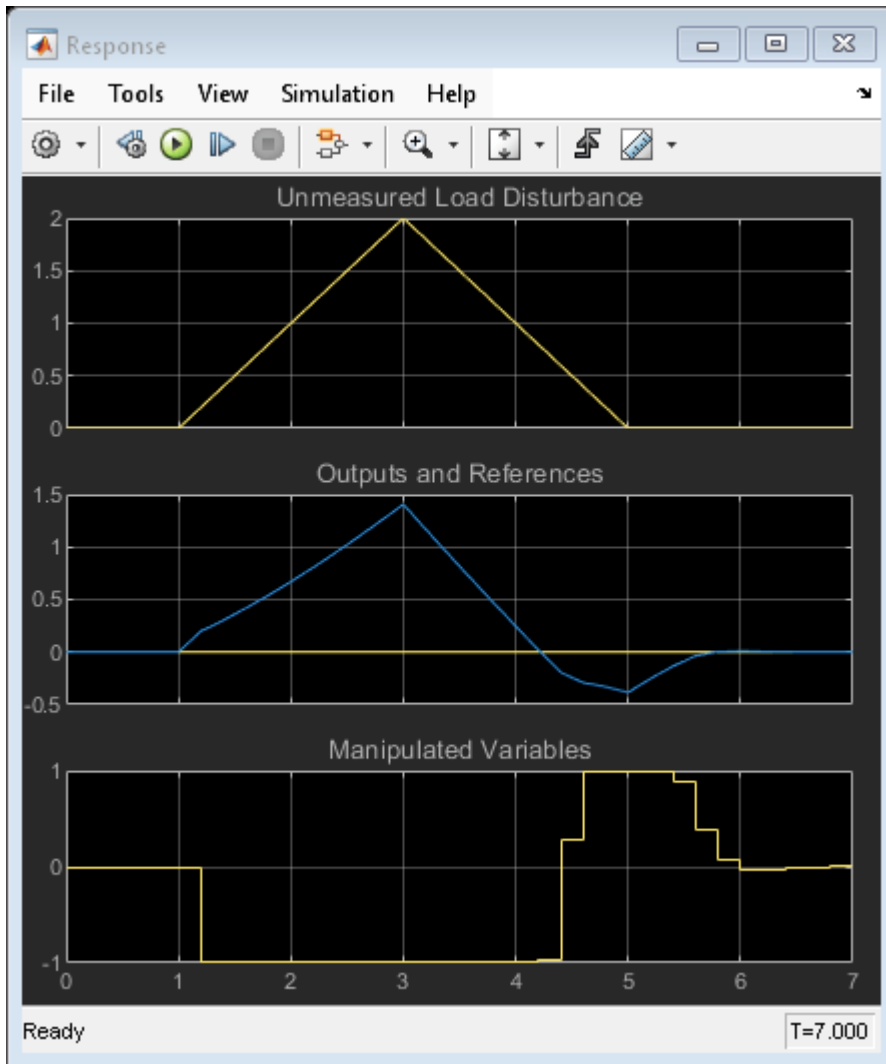 Response
File Tools View Simulation Help
Unmeasured Load Disturbance
2
1.5
1
0.5
0
Outputs and References
1.5
1
0.5
0
-0.5
Manipulated Variables
1
0
-1
0 1 2 3 4 5 6 7
Ready T=7.000